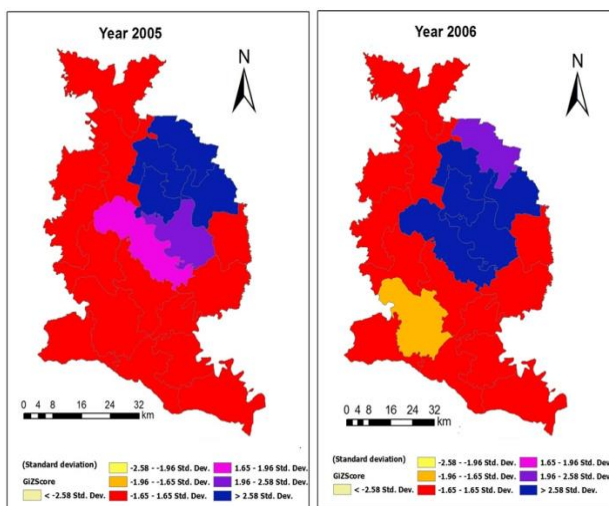 Year 2005
N
0 4 8 16 24 32
km
(Standard deviation)
GiZScore
< -2.58 Std. Dev.
-2.58 - -1.96 Std. Dev.
-1.96 - -1.65 Std. Dev.
-1.65 - 1.65 Std. Dev.
1.65 - 1.96 Std. Dev.
1.96 - 2.58 Std. Dev.
> 2.58 Std. Dev.
Year 2006
N
0 4 8 16 24 32
km
(Standard deviation)
GiZScore
< -2.58 Std. Dev.
-2.58 - -1.96 Std. Dev.
-1.96 - -1.65 Std. Dev.
-1.65 - 1.65 Std. Dev.
1.65 - 1.96 Std. Dev.
1.96 - 2.58 Std. Dev.
> 2.58 Std. Dev.